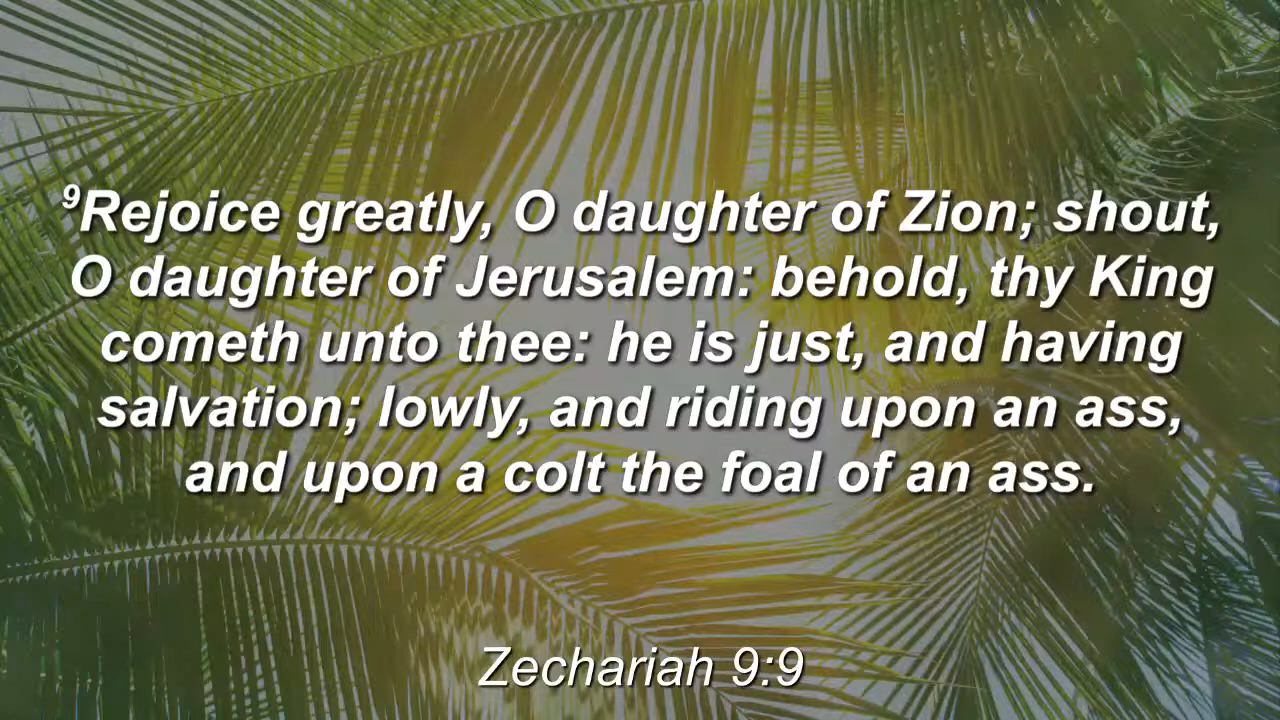 ⁹Rejoice greatly, O daughter of Zion; shout,
O daughter of Jerusalem: behold, thy King
cometh unto thee: he is just, and having
salvation; lowly, and riding upon an ass,
and upon a colt the foal of an ass.
Zechariah 9:9